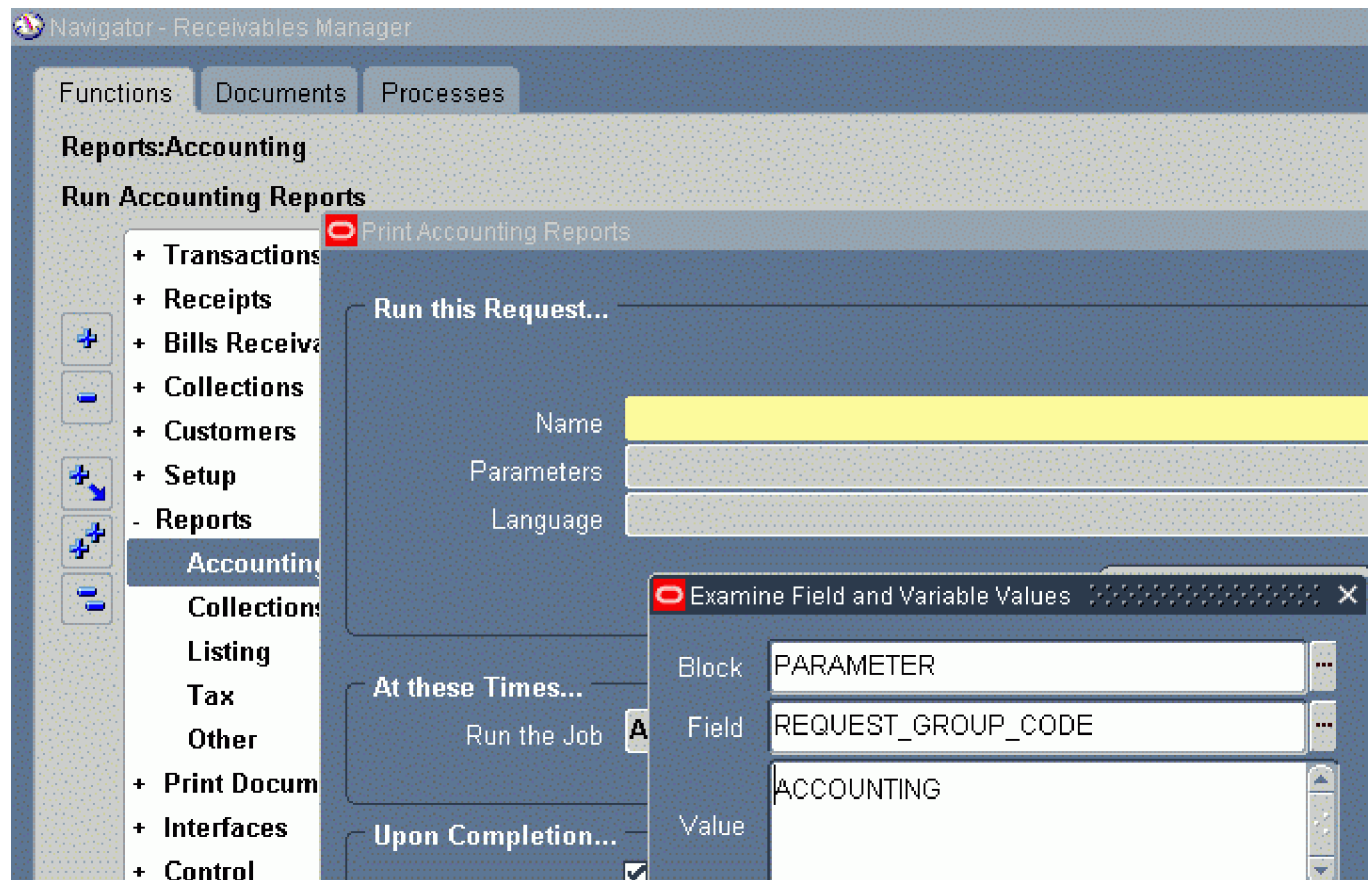 Navigator - Receivables Manager
Functions Documents Processes
Reports:Accounting
Run Accounting Reports
Print Accounting Reports
+ Transactions
+ Receipts
+ Bills Receiva
+ Collections
+ Customers
+ Setup
- Reports
Accounting
Collections
Listing
Tax
Other
+ Print Docum
+ Interfaces
+ Control
Run this Request...
Name
Parameters
Language
At these Times...
Run the Job A
Upon Completion...
Examine Field and Variable Values
Block PARAMETER ...
Field REQUEST_GROUP_CODE ...
Value ACCOUNTING